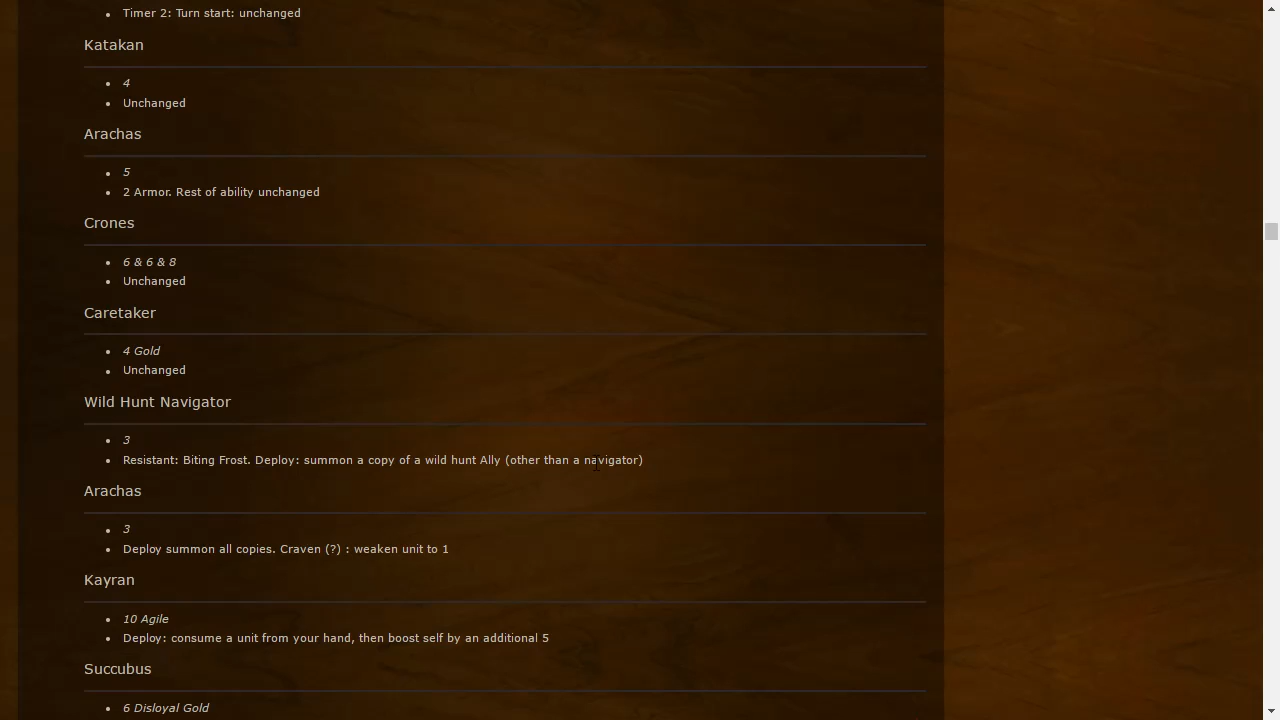 Timer 2: Turn start: unchanged
Katakan
4
Unchanged
Arachas
5
2 Armor. Rest of ability unchanged
Crones
6 & 6 & 8
Unchanged
Caretaker
4 Gold
Unchanged
Wild Hunt Navigator
3
Resistant: Biting Frost. Deploy: summon a copy of a wild hunt Ally (other than a navigator)
Arachas
3
Deploy summon all copies. Craven (?) : weaken unit to 1
Kayran
10 Agile
Deploy: consume a unit from your hand, then boost self by an additional 5
Succubus
6 Disloyal Gold